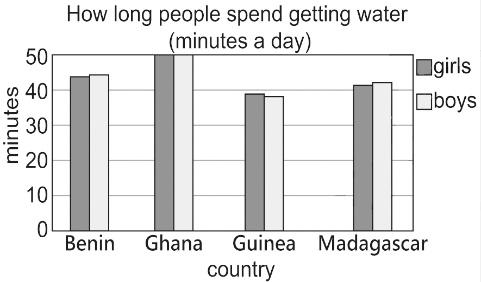 How long people spend getting water
(minutes a day)
50
40
30
20
10
0
minutes
girls
boys
Benin Ghana Guinea Madagascar
country